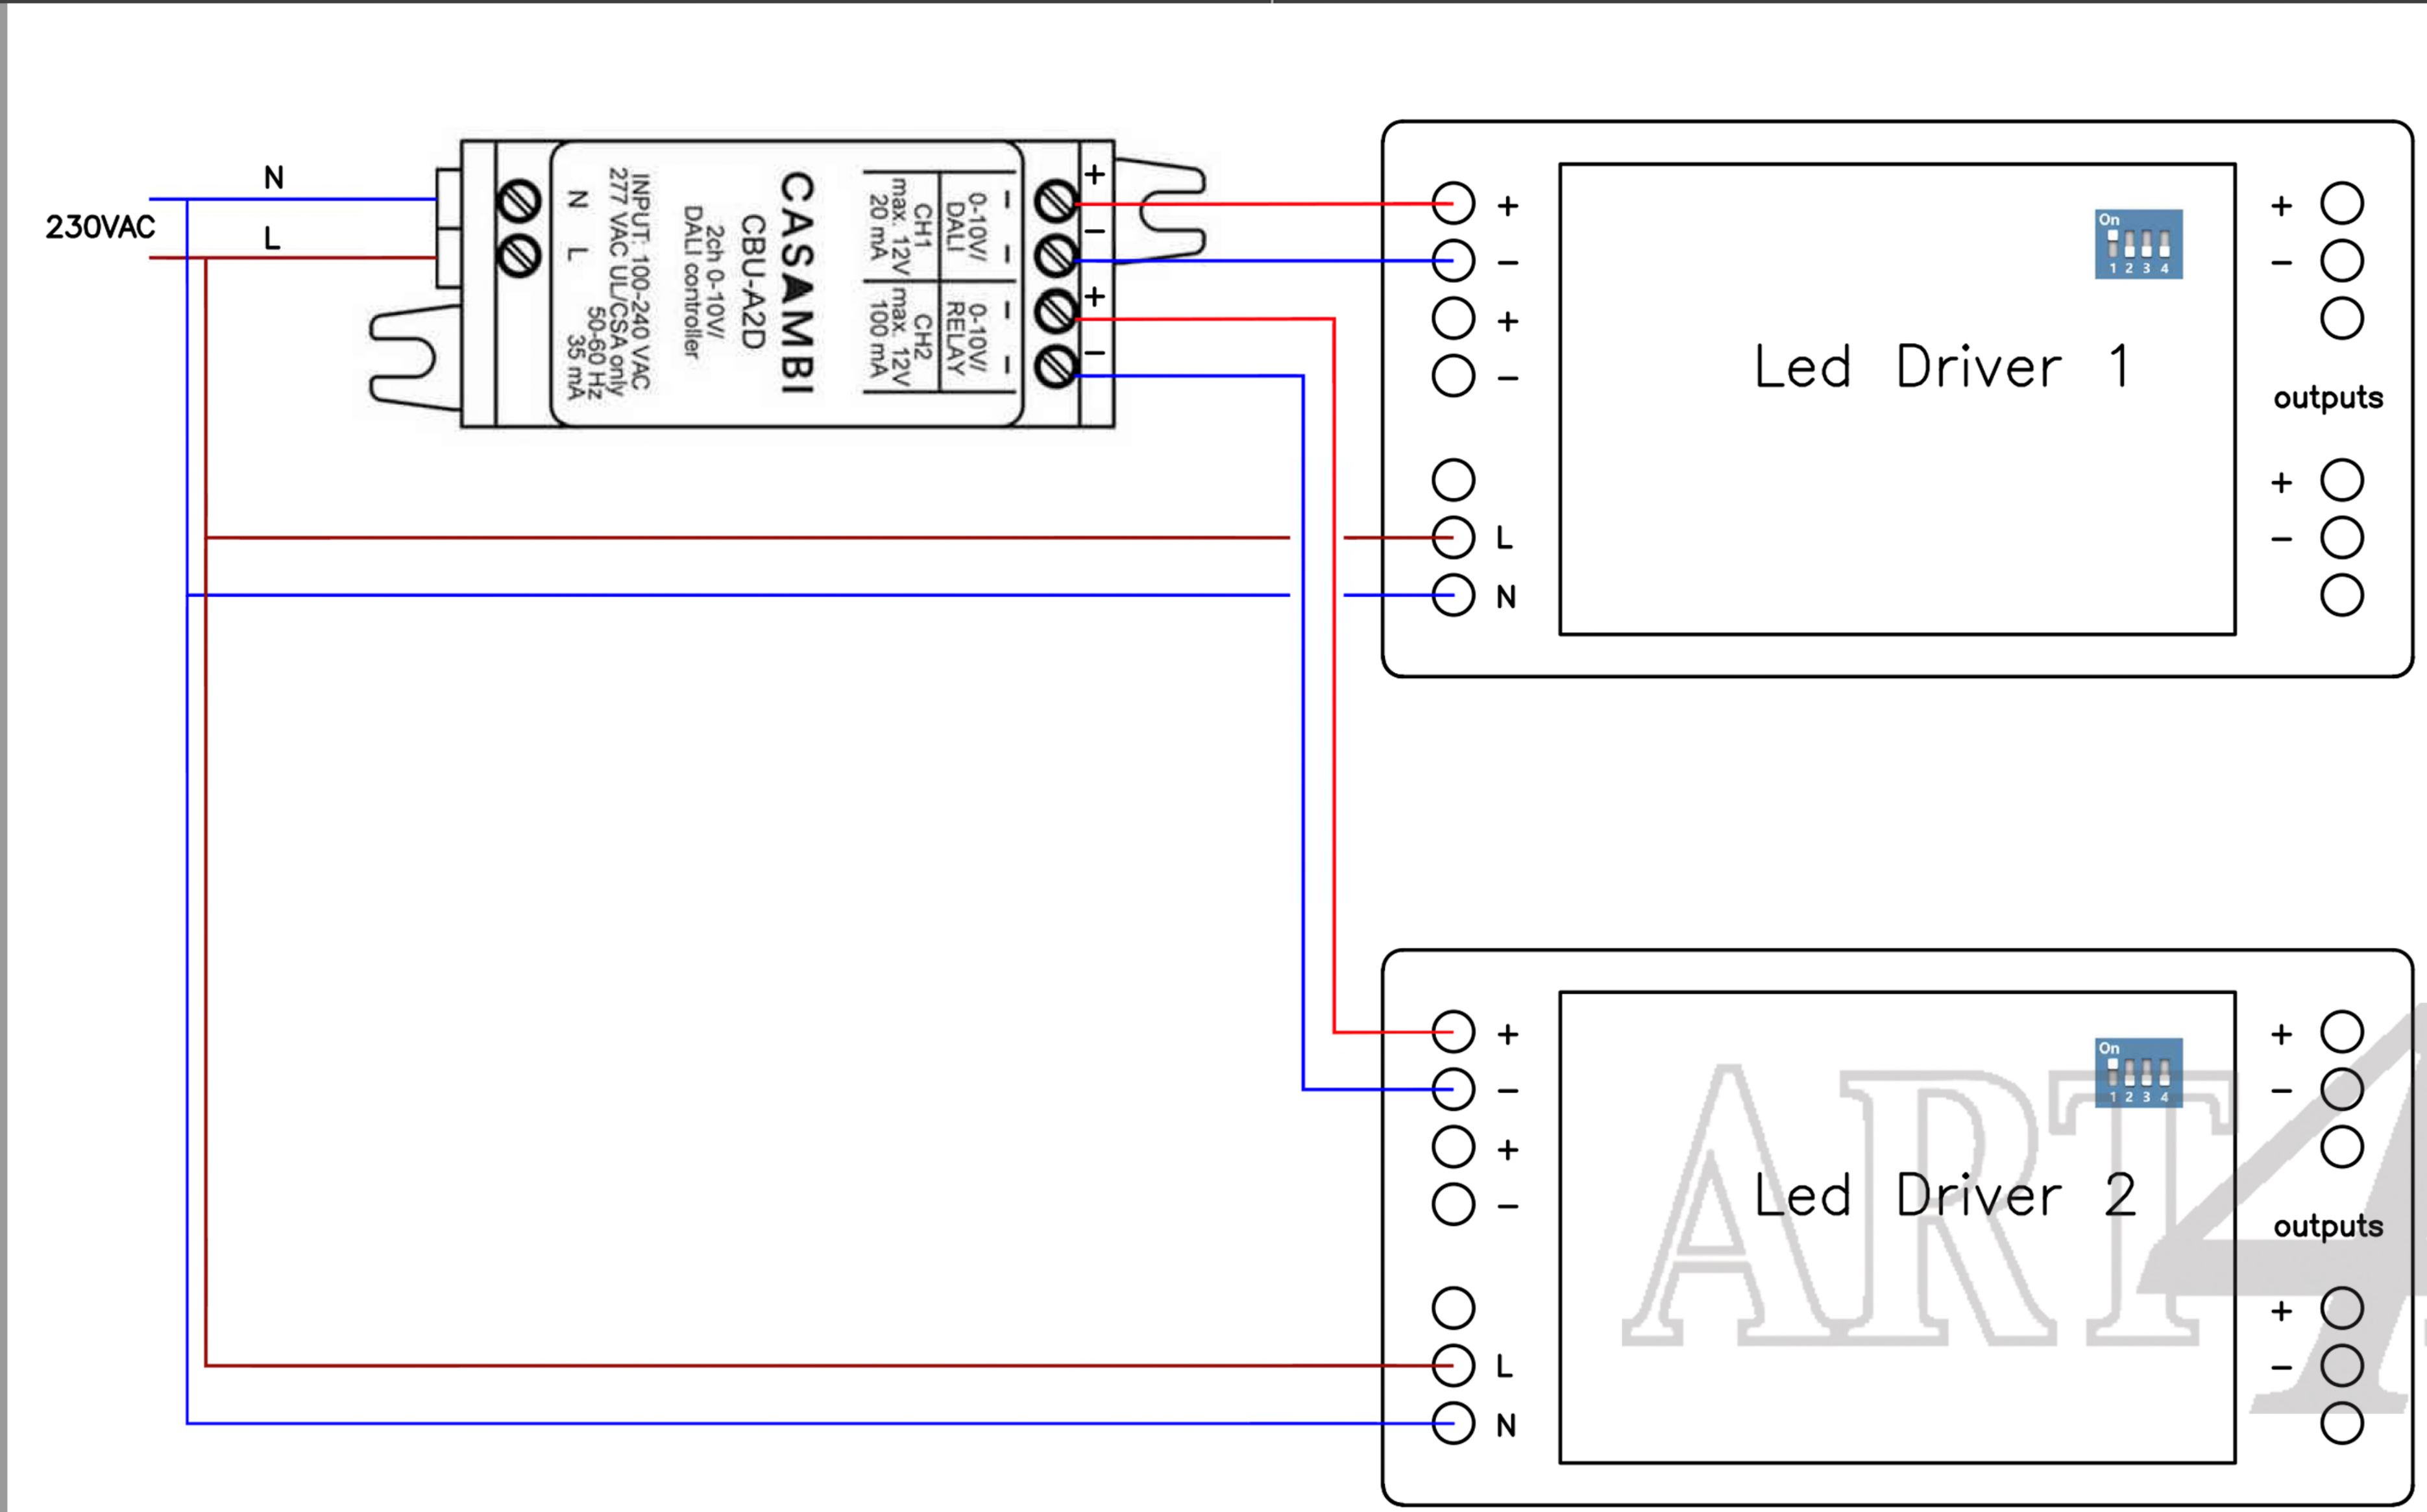 N
230VAC
L
N
L
INPUT: 100-240 VAC
277 VAC UL/CSA only
50-60 Hz
35 mA
CASAMBI
CBU-A2D
2ch 0-10V/
DALI controller
0-10V/
DALI
CH1
max. 12V
20 mA
0-10V/
RELAY
CH2
max. 12V
100 mA
+
-
+
-
+
-
+
-
L
N
Led Driver 1
On
1 2 3 4
+
-
outputs
+
-
+
-
+
-
L
N
Led Driver 2
On
1 2 3 4
+
-
outputs
+
-
ART4